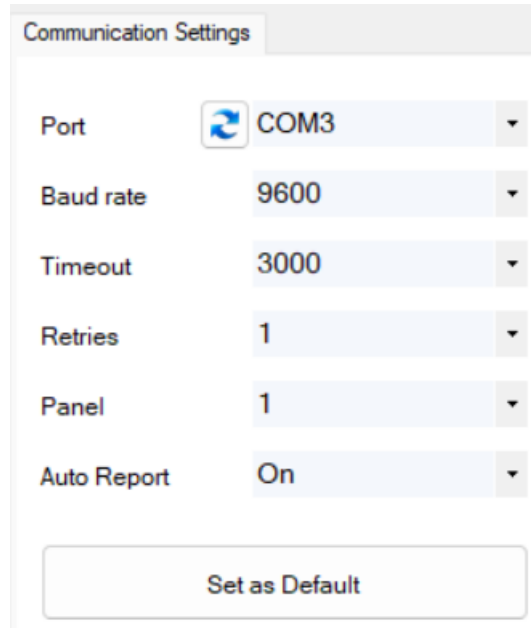 Communication Settings
Port COM3
Baud rate 9600
Timeout 3000
Retries 1
Panel 1
Auto Report On
Set as Default